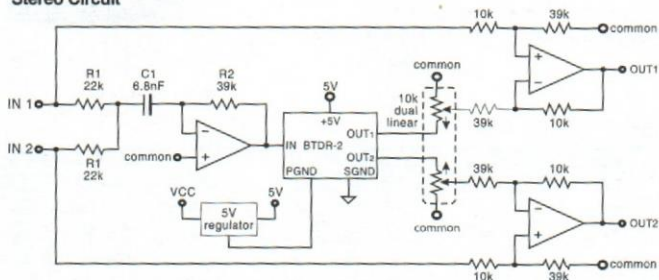 Stereo Circuit
10k
39k
common
R1
22k
C1
6.8nF
R2
39k
IN 1
IN 2
R1
22k
common
+
−
OUT1
5V
+5V
IN BTDR-2
OUT1
OUT2
PGND
SGND
common
10k
dual
linear
39k
10k
common
VCC
5V
5V
regulator
39k
10k
−
+
OUT2
10k
39k
common
−
+